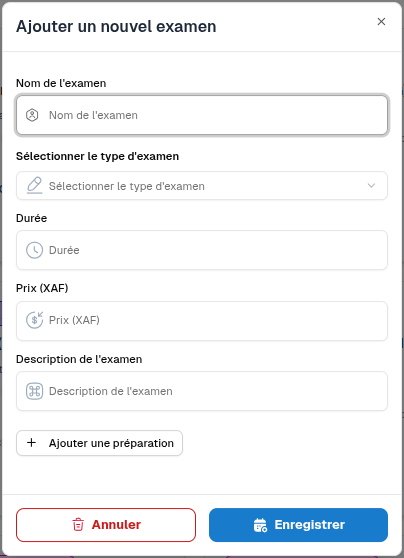 Ajouter un nouvel examen
Nom de l'examen
Nom de l'examen
Sélectionner le type d'examen
Sélectionner le type d'examen
Durée
Durée
Prix (XAF)
Prix (XAF)
Description de l'examen
Description de l'examen
Ajouter une préparation
Annuler
Enregistrer